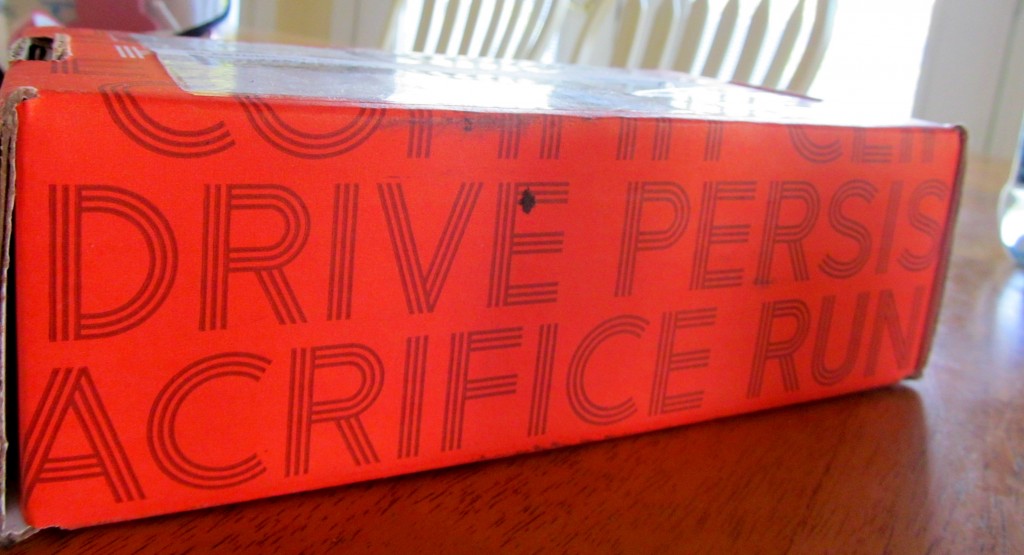 DRIVE PERSIS
ACRIFICE RUN